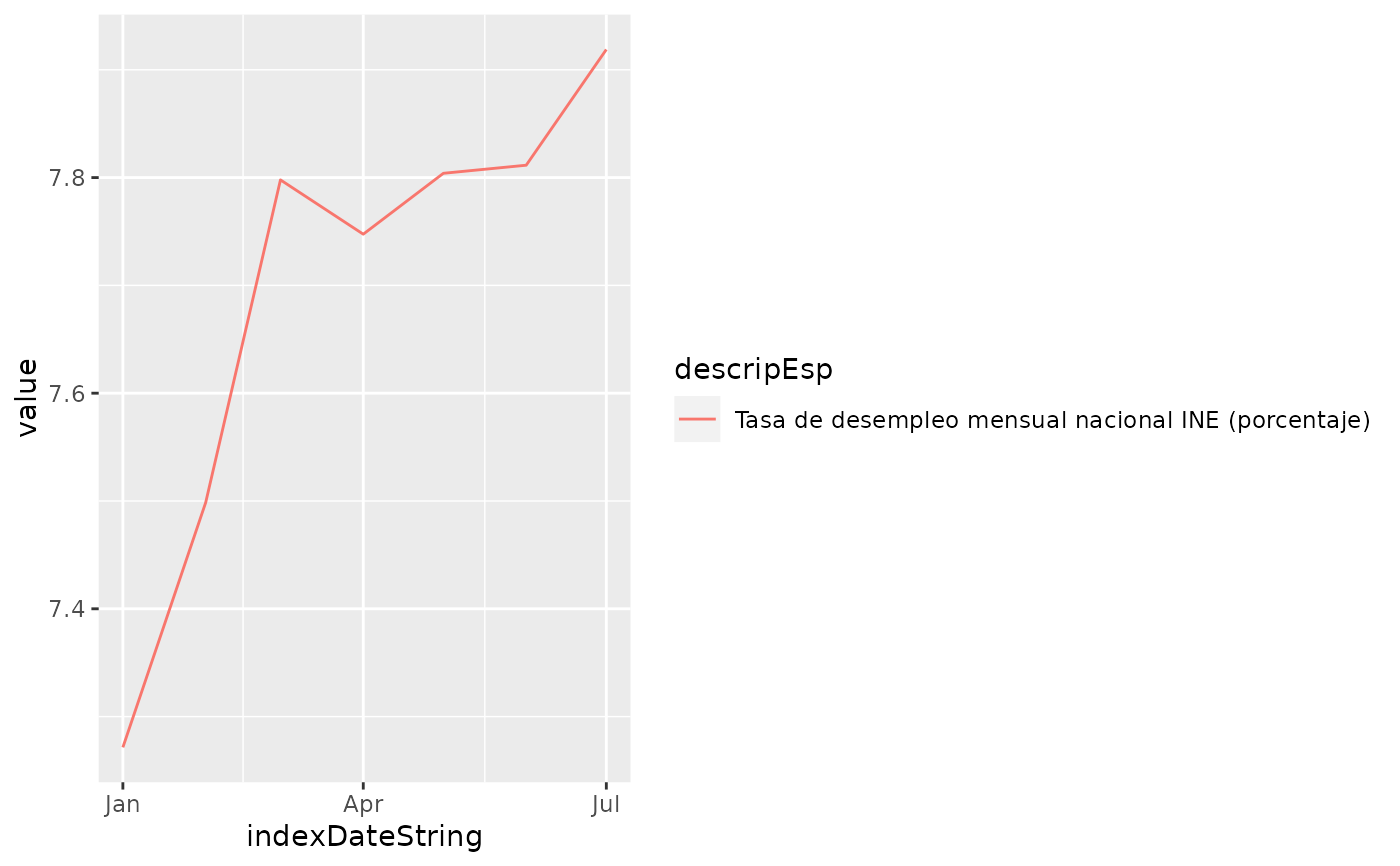 value
7.8
7.6
7.4
Jan
Apr
Jul
indexDateString
descripEsp
Tasa de desempleo mensual nacional INE (porcentaje)